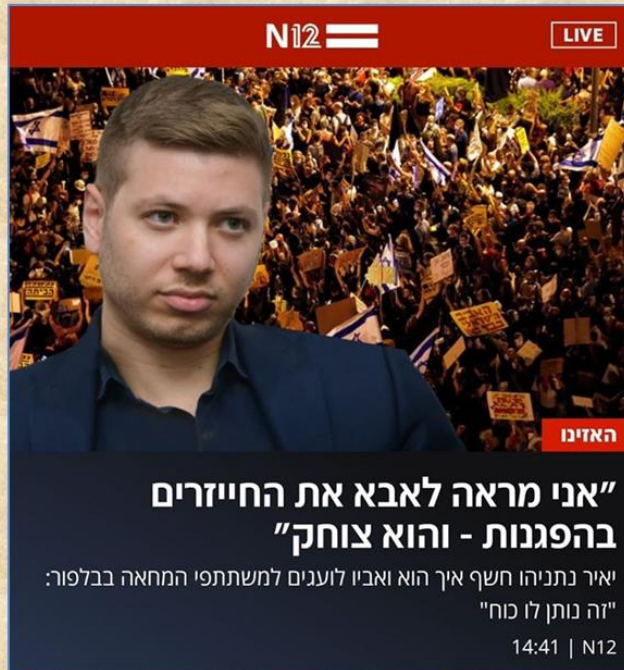 N12
LIVE
האזינו
"אני מראה לאבא את החייזרים
בהפגנות - והוא צוחק"
יאיר נתניהו חשף איך הוא ואביו לועגים למשתתפי המחאה בבלפור:
"זה נותן לו כוח"
14:41 | N12